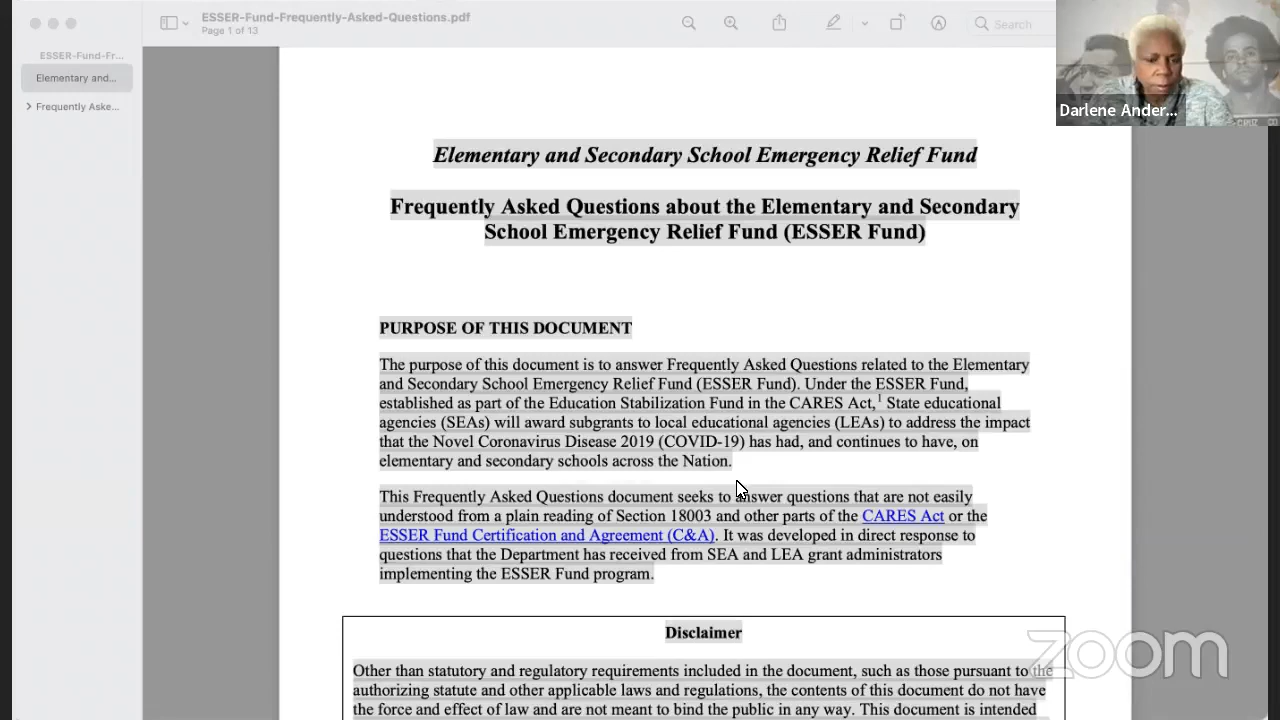 ESSER-Fund-Frequently-Asked-Questions.pdf
Page 1 of 13
Search
ESSER-Fund-Fr...
Elementary and...
Frequently Aske...
Darlene Ander...
Elementary and Secondary School Emergency Relief Fund
Frequently Asked Questions about the Elementary and Secondary
School Emergency Relief Fund (ESSER Fund)
PURPOSE OF THIS DOCUMENT
The purpose of this document is to answer Frequently Asked Questions related to the Elementary
and Secondary School Emergency Relief Fund (ESSER Fund). Under the ESSER Fund,
established as part of the Education Stabilization Fund in the CARES Act,¹ State educational
agencies (SEAs) will award subgrants to local educational agencies (LEAs) to address the impact
that the Novel Coronavirus Disease 2019 (COVID-19) has had, and continues to have, on
elementary and secondary schools across the Nation.
This Frequently Asked Questions document seeks to answer questions that are not easily
understood from a plain reading of Section 18003 and other parts of the CARES Act or the
ESSER Fund Certification and Agreement (C&A). It was developed in direct response to
questions that the Department has received from SEA and LEA grant administrators
implementing the ESSER Fund program.
Disclaimer
Other than statutory and regulatory requirements included in the document, such as those pursuant to the
authorizing statute and other applicable laws and regulations, the contents of this document do not have
the force and effect of law and are not meant to bind the public in any way. This document is intended
zoom